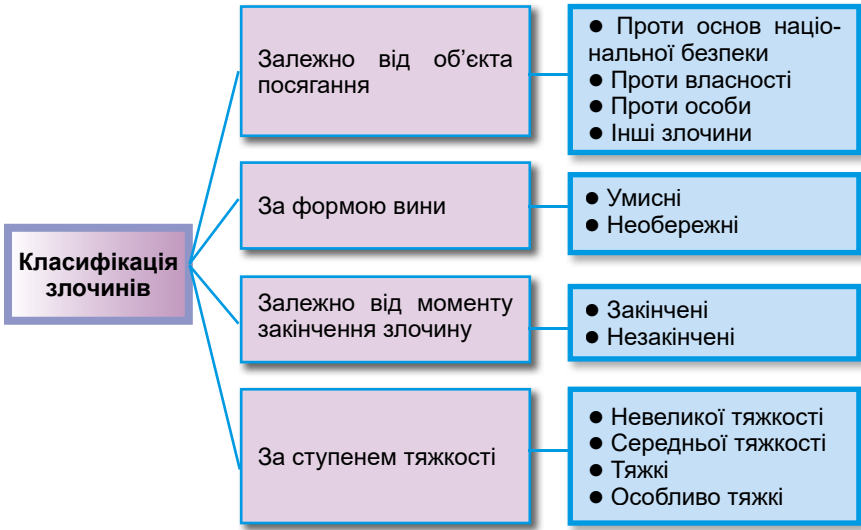 Класифікація
злочинів
Залежно від об’єкта
посягання
● Проти основ націо-
нальної безпеки
● Проти власності
● Проти особи
● Інші злочини
За формою вини
● Умисні
● Необережні
Залежно від моменту
закінчення злочину
● Закінчені
● Незакінчені
За ступенем тяжкості
● Невеликої тяжкості
● Середньої тяжкості
● Тяжкі
● Особливо тяжкі